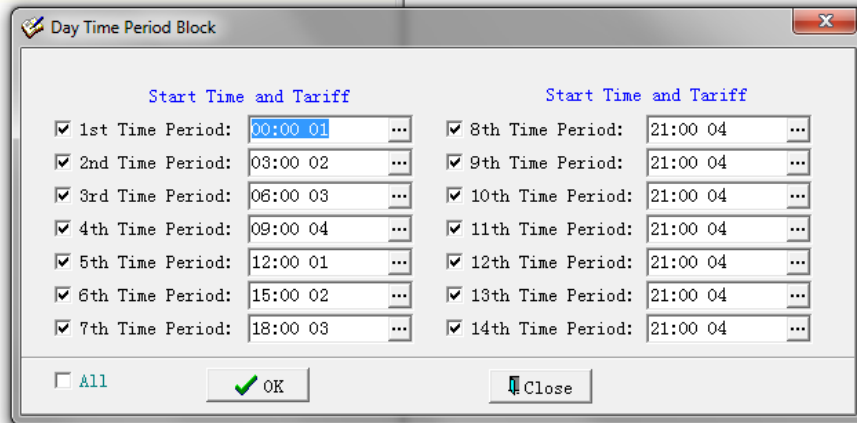 Day Time Period Block
Start Time and Tariff
1st Time Period: 00:00 01 ...
2nd Time Period: 03:00 02 ...
3rd Time Period: 06:00 03 ...
4th Time Period: 09:00 04 ...
5th Time Period: 12:00 01 ...
6th Time Period: 15:00 02 ...
7th Time Period: 18:00 03 ...
Start Time and Tariff
8th Time Period: 21:00 04 ...
9th Time Period: 21:00 04 ...
10th Time Period: 21:00 04 ...
11th Time Period: 21:00 04 ...
12th Time Period: 21:00 04 ...
13th Time Period: 21:00 04 ...
14th Time Period: 21:00 04 ...
All
OK
Close